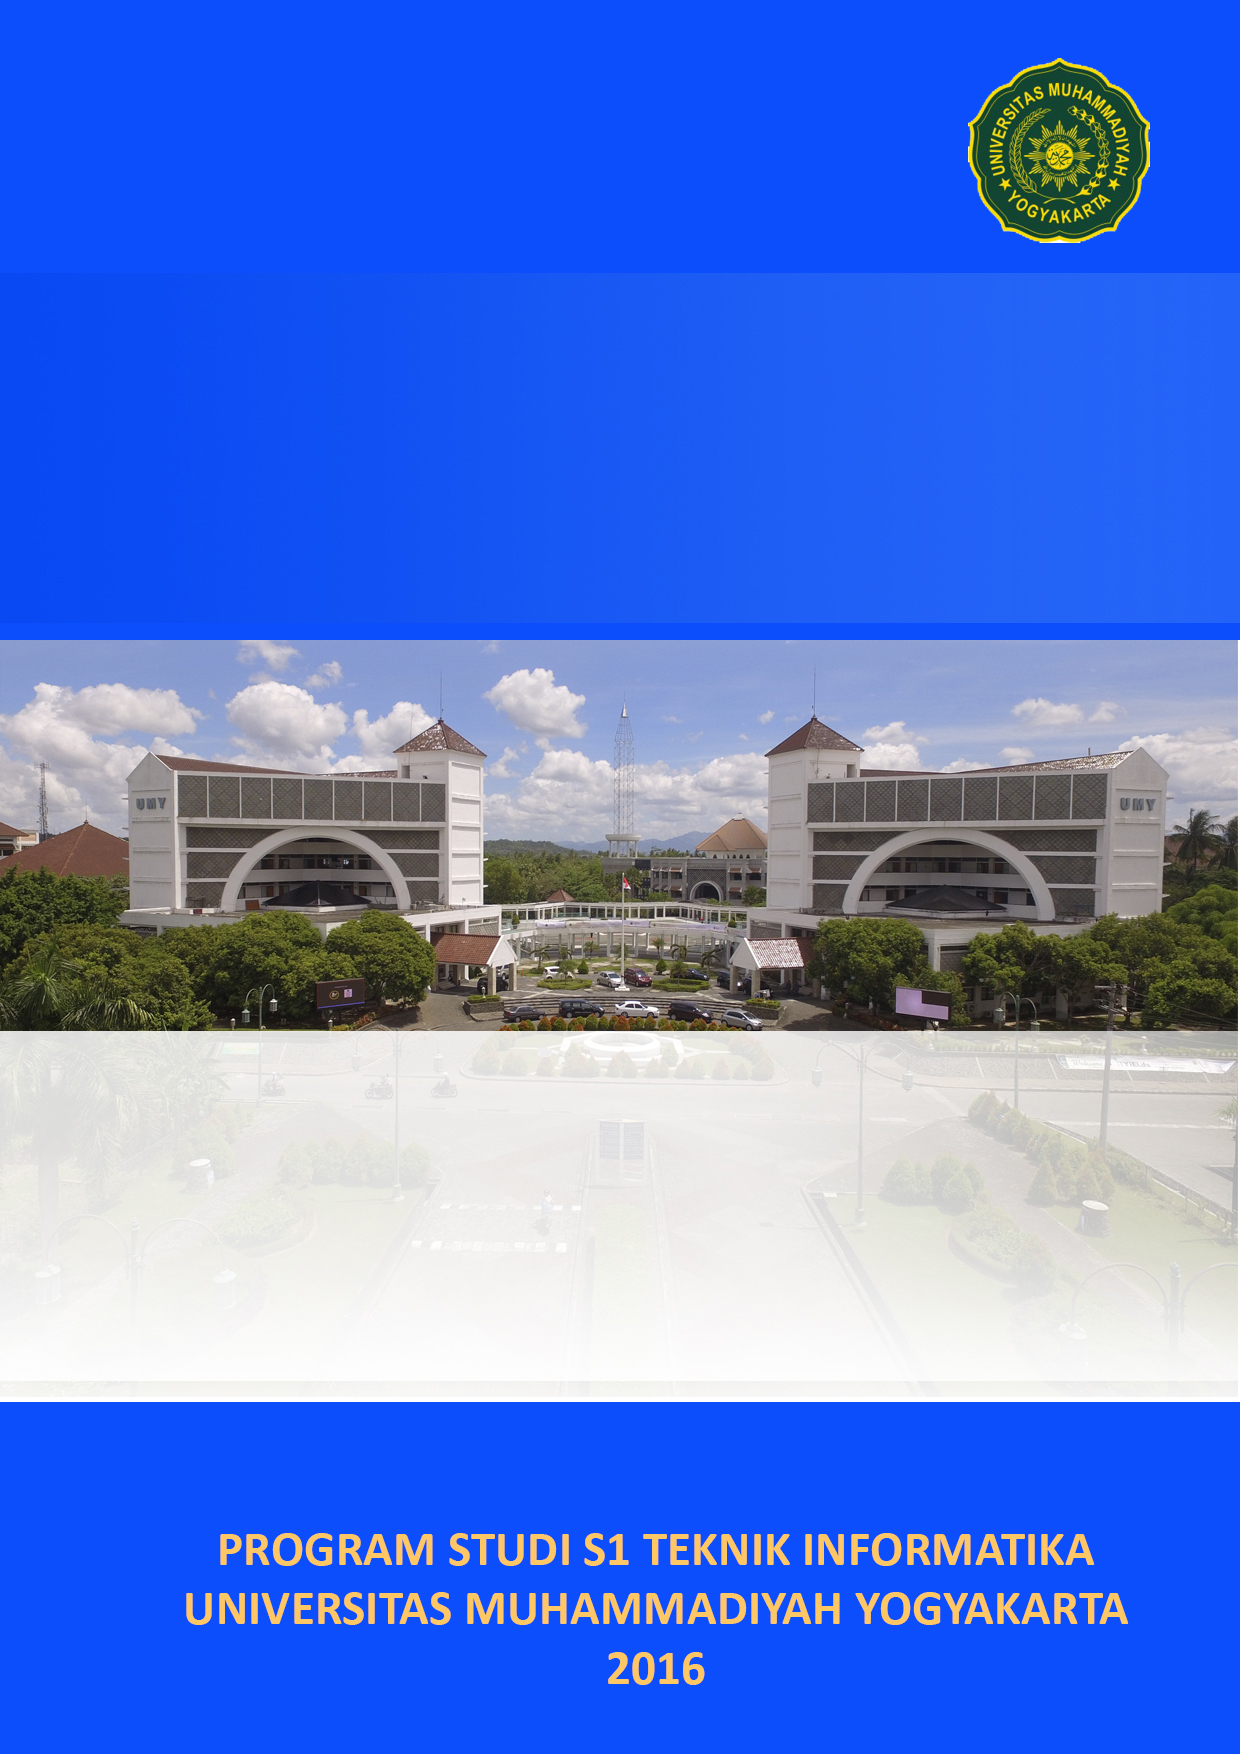 UNIVERSITAS MUHAMMADIYAH
YOGYAKARTA
UMY
UMY
PROGRAM STUDI S1 TEKNIK INFORMATIKA
UNIVERSITAS MUHAMMADIYAH YOGYAKARTA
2016